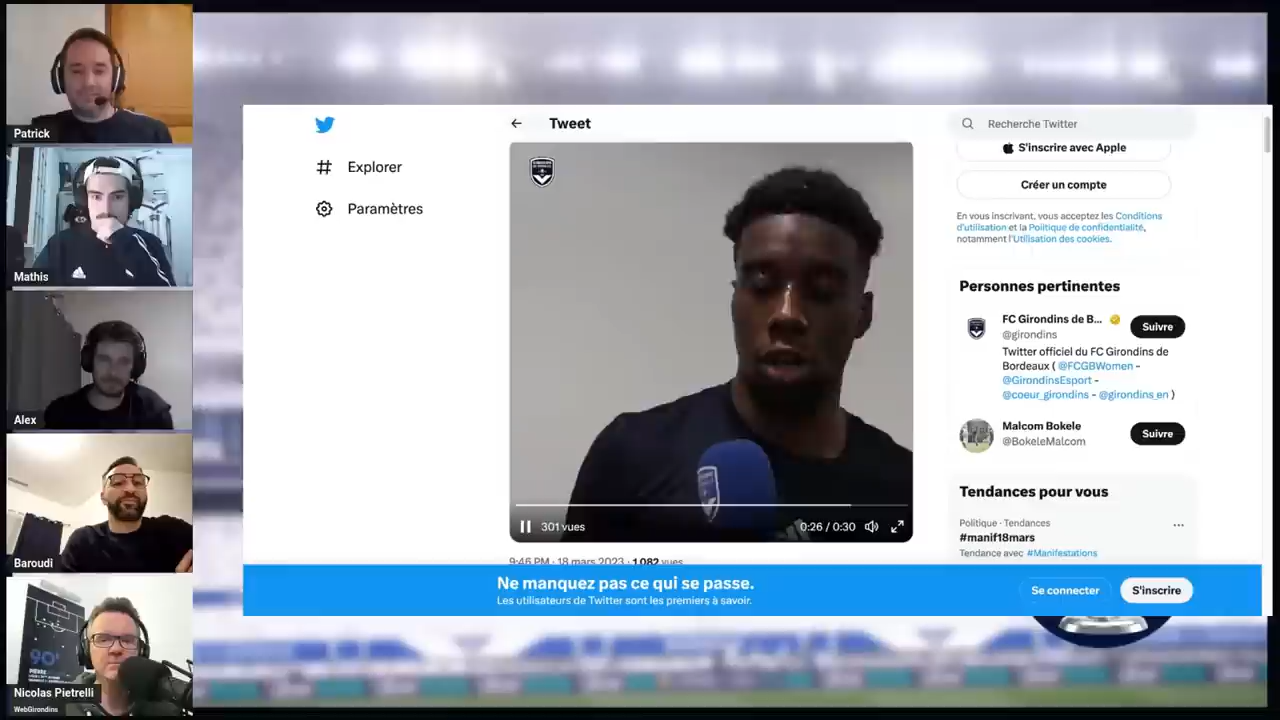 Patrick
Mathis
Alex
Baroudi
90'
Nicolas Pietrelli
WebGirondins
Explorer
Paramètres
Tweet
301 vues
0:26 / 0:30
9:46 PM · 18 mars 2023 · 1 082 vues
Recherche Twitter
S'inscrire avec Apple
Créer un compte
En vous inscrivant, vous acceptez les Conditions
d'utilisation et la Politique de confidentialité,
notamment l'Utilisation des cookies.
Personnes pertinentes
FC Girondins de B...
@girondins
Suivre
Twitter officiel du FC Girondins de
Bordeaux ( @FCGBWomen -
@GirondinsEsport -
@coeur_girondins - @girondins_en )
Malcom Bokele
@BokeleMalcom
Suivre
Tendances pour vous
Politique · Tendances
#manif18mars
Tendance avec #Manifestations
Ne manquez pas ce qui se passe.
Les utilisateurs de Twitter sont les premiers à savoir.
Se connecter
S'inscrire